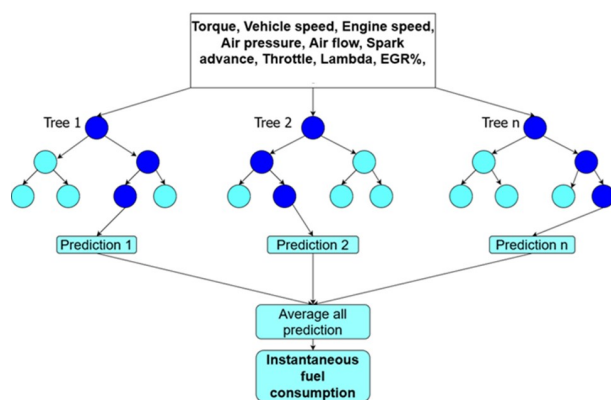 Torque, Vehicle speed, Engine speed,
Air pressure, Air flow, Spark
advance, Throttle, Lambda, EGR%,
Tree 1
Tree 2
Tree n
Prediction 1
Prediction 2
Prediction n
Average all
prediction
Instantaneous
fuel
consumption